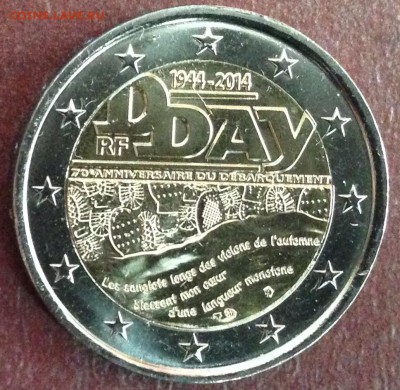 1944-2014
D-DAY
RF
70e ANNIVERSAIRE DU DÉBARQUEMENT
Les sanglots longs des violons de l'automne
Blessent mon cœur
d'une langueur monotone